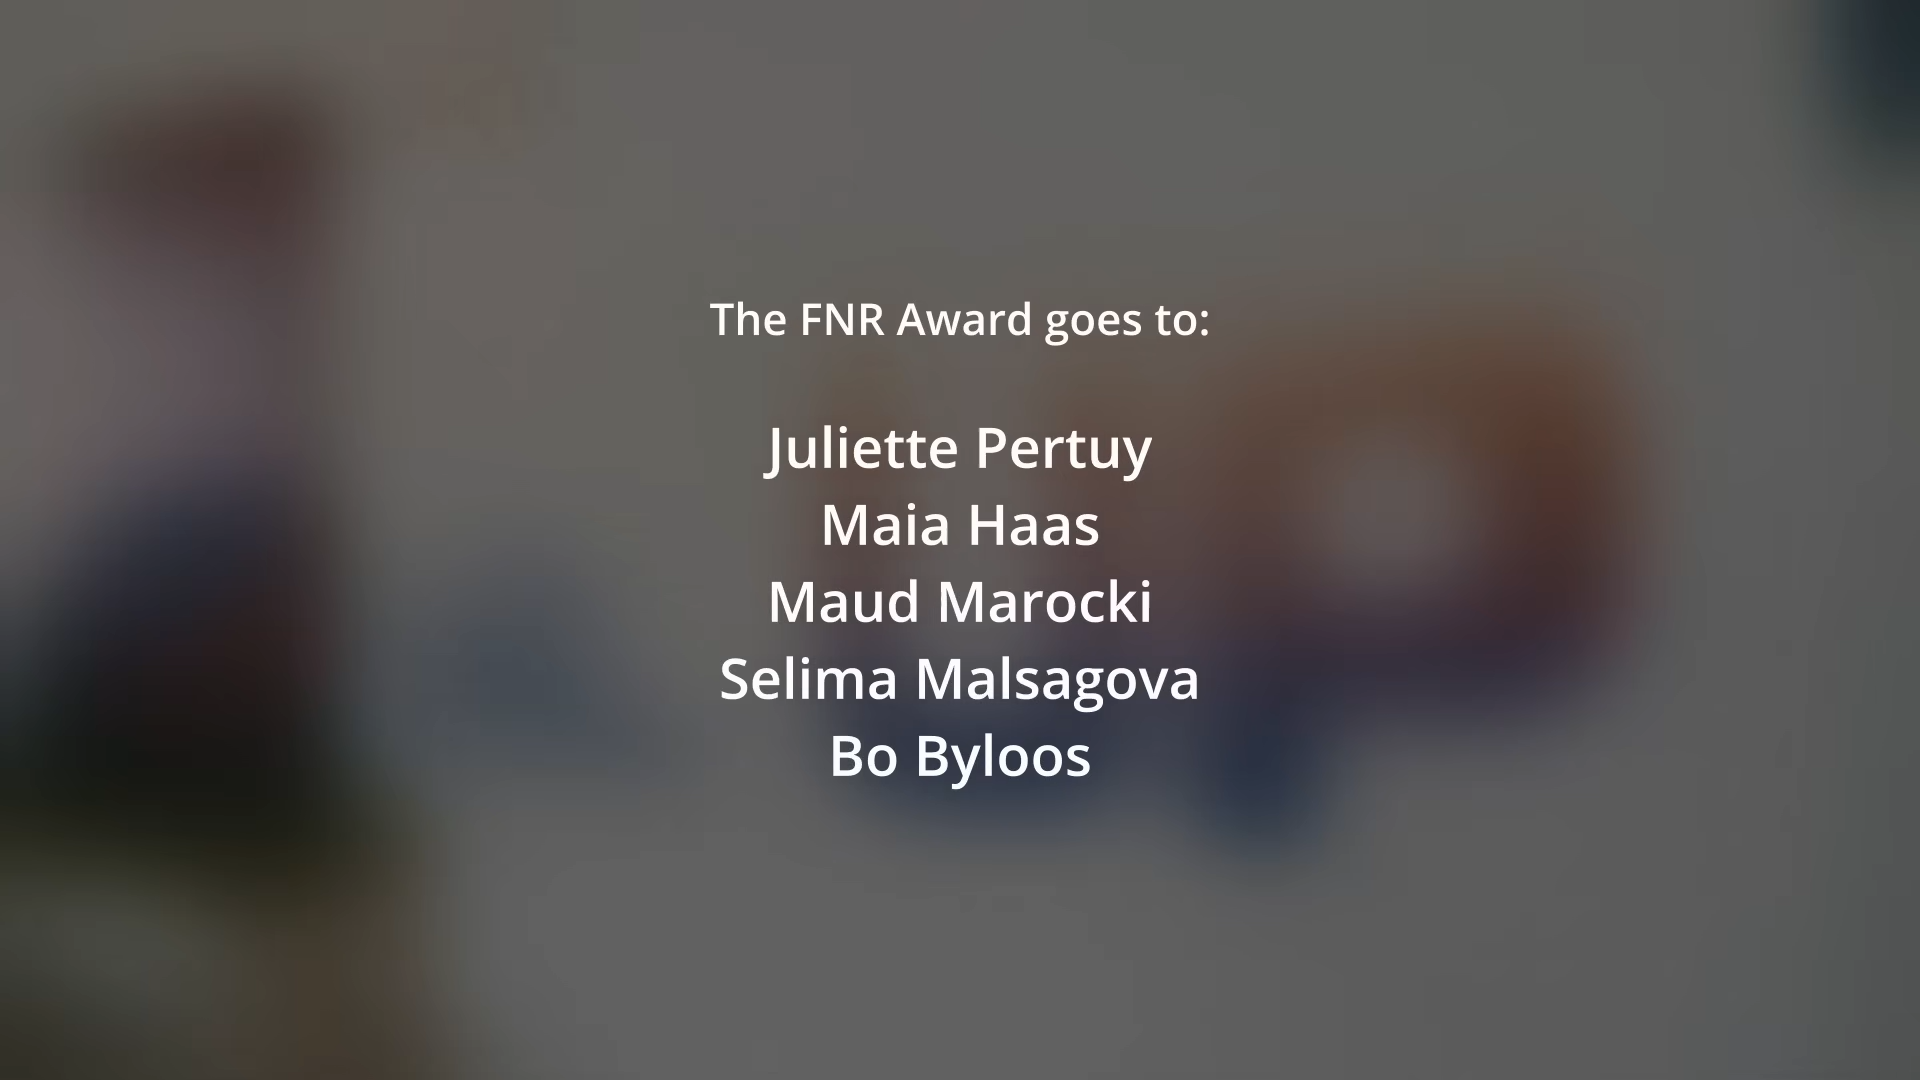 The FNR Award goes to:
Juliette Pertuy
Maia Haas
Maud Marocki
Selima Malsagova
Bo Byloos